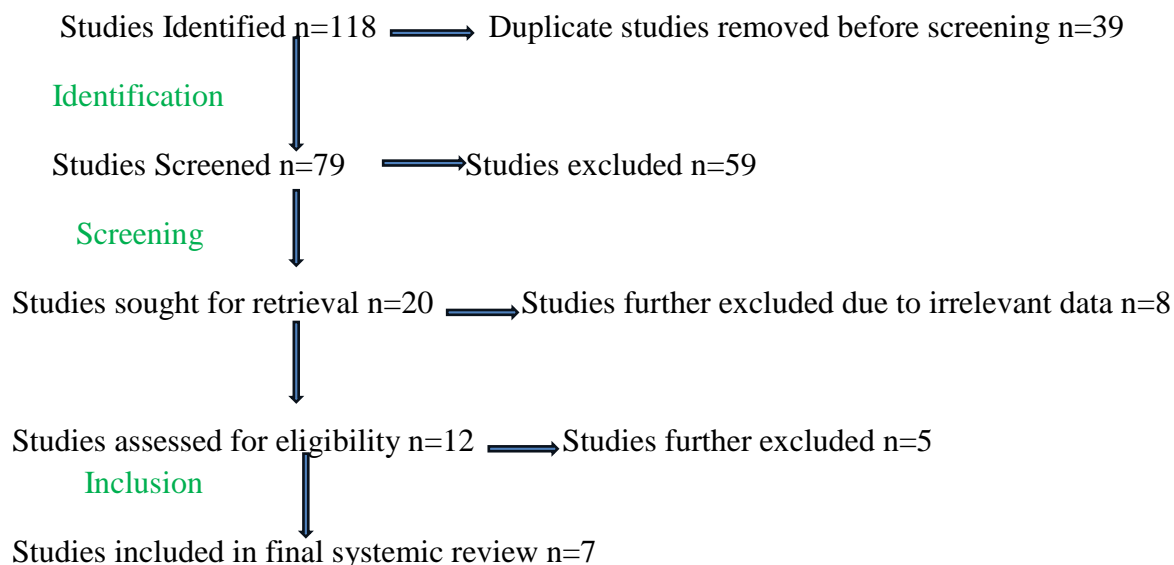 Studies Identified n=118 Duplicate studies removed before screening n=39
Identification
Studies Screened n=79 Studies excluded n=59
Screening
Studies sought for retrieval n=20 Studies further excluded due to irrelevant data n=8
Studies assessed for eligibility n=12 Studies further excluded n=5
Inclusion
Studies included in final systemic review n=7